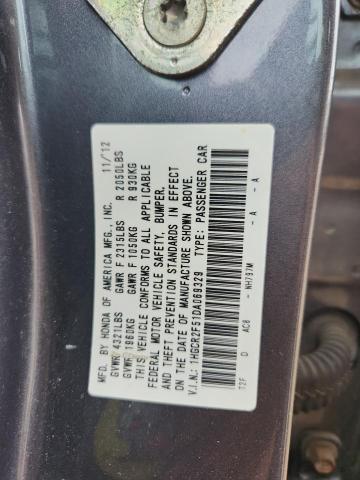 MFD. BY HONDA OF AMERICA MFG., INC. 11/12
GVWR 4321LBS GAWR F 2315LBS R 2050LBS
GVWR 1960KG GAWR F 1050KG R 930KG
THIS VEHICLE CONFORMS TO ALL APPLICABLE
FEDERAL MOTOR VEHICLE SAFETY, BUMPER,
AND THEFT PREVENTION STANDARDS IN EFFECT
ON THE DATE OF MANUFACTURE SHOWN ABOVE.
V.I.N.: 1HGCR2F51DA069329 TYPE: PASSENGER CAR
T2F D AC8 - NH797M - A - A